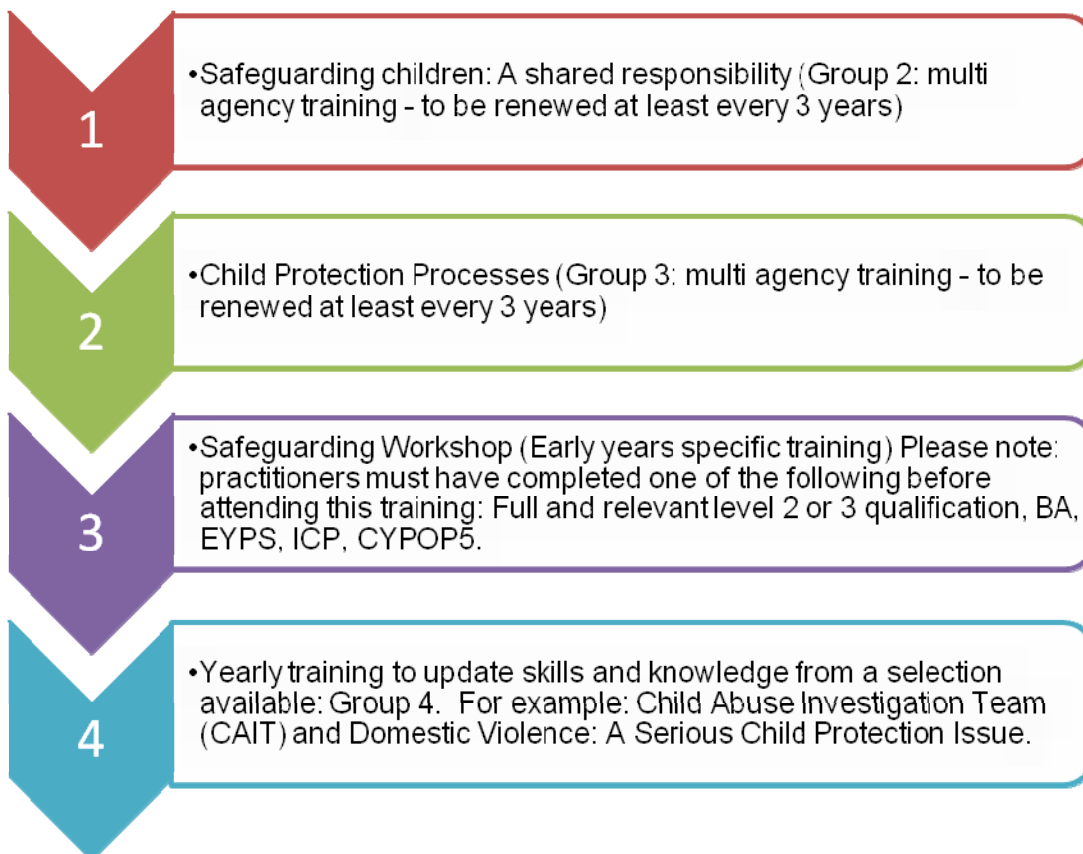 1
•Safeguarding children: A shared responsibility (Group 2: multi
agency training - to be renewed at least every 3 years)
2
•Child Protection Processes (Group 3: multi agency training - to be
renewed at least every 3 years)
3
•Safeguarding Workshop (Early years specific training) Please note:
practitioners must have completed one of the following before
attending this training: Full and relevant level 2 or 3 qualification, BA,
EYPS, ICP, CYPOP5.
4
•Yearly training to update skills and knowledge from a selection
available: Group 4.  For example: Child Abuse Investigation Team
(CAIT) and Domestic Violence: A Serious Child Protection Issue.